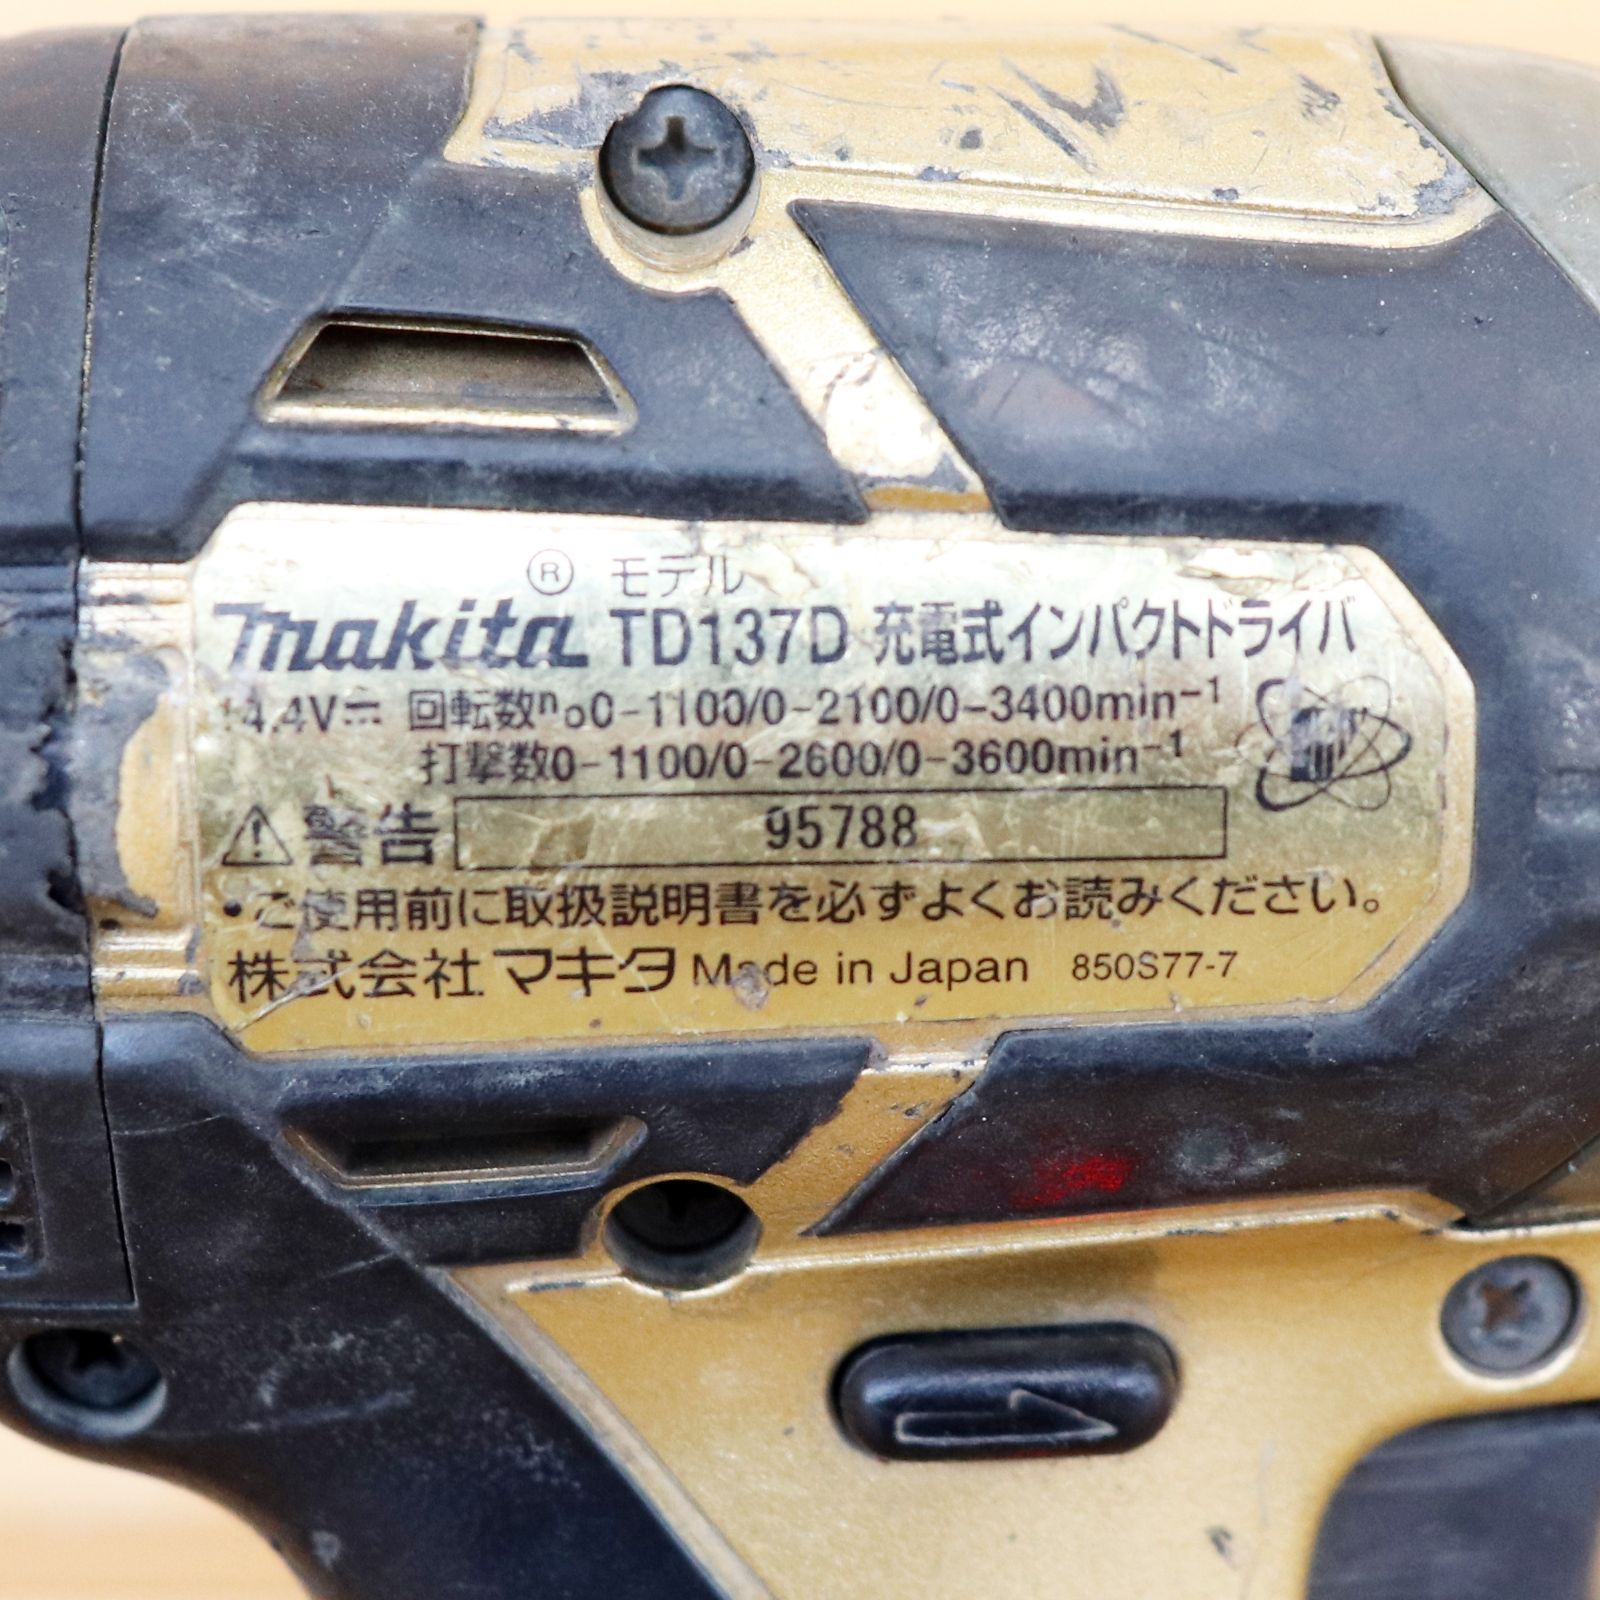 ® モデル
makita TD137D 充電式インパクトドライバ
14.4V⎓ 回転数n₀0-1100/0-2100/0-3400min⁻¹
打撃数0-1100/0-2600/0-3600min⁻¹
⚠警告 95788
・ご使用前に取扱説明書を必ずよくお読みください。
株式会社 マキタ Made in Japan 850S77-7